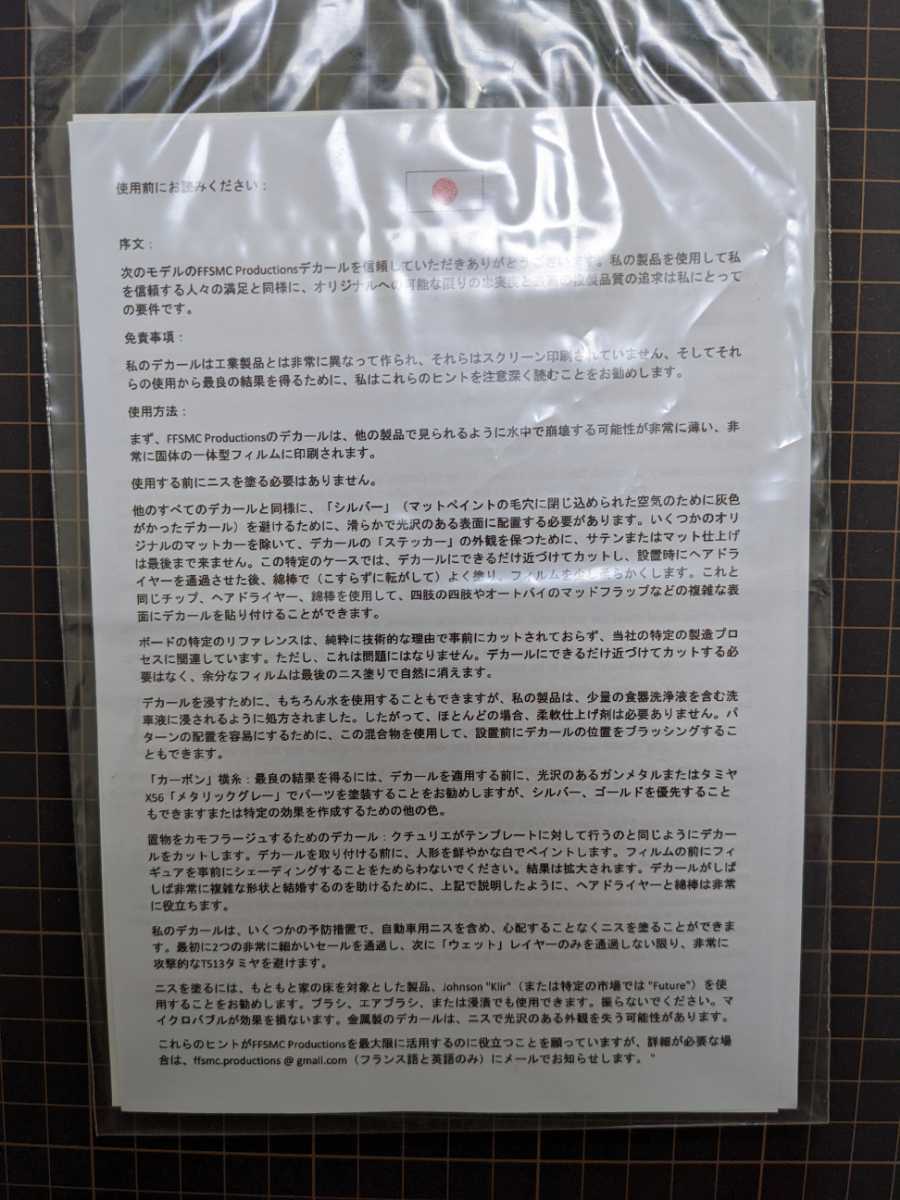 使用前にお読みください：
序文：
次のモデルのFFSMC Productionsデカールを信頼していただきありがとうございます。私の製品を使用して私
を信頼する人々の満足と同様に、オリジナルへの可能な限りの忠実度と最高の複製品質の追求は私にとって
の要件です。
免責事項：
私のデカールは工業製品とは非常に異なって作られ、それらはスクリーン印刷されていません、そしてそれ
らの使用から最良の結果を得るために、私はこれらのヒントを注意深く読むことをお勧めします。
使用方法：
まず、FFSMC Productionsのデカールは、他の製品で見られるように水中で崩壊する可能性が非常に薄い、非
常に固体の一体型フィルムに印刷されます。
使用する前にニスを塗る必要はありません。
他のすべてのデカールと同様に、「シルバー」（マットペイントの毛穴に閉じ込められた空気のために灰色
がかったデカール）を避けるために、滑らかで光沢のある表面に配置する必要があります。いくつかのオリ
ジナルのマットカーを除いて、デカールの「ステッカー」の外観を保つために、サテンまたはマット仕上げ
は最後まで来ません。この特定のケースでは、デカールにできるだけ近づけてカットし、設置時にヘアドラ
イヤーを通過させた後、綿棒で（こすらずに転がして）よく塗り、フィルムを少し柔らかくします。これと
同じチップ、ヘアドライヤー、綿棒を使用して、四肢の四肢やオートバイのマッドフラップなどの複雑な表
面にデカールを貼り付けることができます。
ボードの特定のリファレンスは、純粋に技術的な理由で事前にカットされておらず、当社の特定の製造プロ
セスに関連しています。ただし、これは問題にはなりません。デカールにできるだけ近づけてカットする必
要はなく、余分なフィルムは最後のニス塗りで自然に消えます。
デカールを浸すために、もちろん水を使用することもできますが、私の製品は、少量の食器洗浄液を含む洗
車液に浸されるように処方されました。したがって、ほとんどの場合、柔軟仕上げ剤は必要ありません。パ
ターンの配置を容易にするために、この混合物を使用して、設置前にデカールの位置をブラッシングするこ
ともできます。
「カーボン」横糸：最良の結果を得るには、デカールを適用する前に、光沢のあるガンメタルまたはタミヤ
X56「メタリックグレー」でパーツを塗装することをお勧めしますが、シルバー、ゴールドを優先すること
もできますまたは特定の効果を作成するための他の色。
置物をカモフラージュするためのデカール：クチュリエがテンプレートに対して行うのと同じようにデカー
ルをカットします。デカールを取り付ける前に、人形を鮮やかな白でペイントします。フィルムの前にフィ
ギュアを事前にシェーディングすることをためらわないでください。結果は拡大されます。デカールがしば
しば非常に複雑な形状と結婚するのを助けるために、上記で説明したように、ヘアドライヤーと綿棒は非常
に役立ちます。
私のデカールは、いくつかの予防措置で、自動車用ニスを含め、心配することなくニスを塗ることができま
す。最初に2つの非常に細かいセールを通過し、次に「ウェット」レイヤーのみを通過しない限り、非常に
攻撃的なTS13タミヤを避けます。
ニスを塗るには、もともと家の床を対象とした製品、Johnson "Klir"（または特定の市場では "Future"）を使
用することをお勧めします。ブラシ、エアブラシ、または浸漬でも使用できます。振らないでください。マ
イクロバブルが効果を損ないます。金属製のデカールは、ニスで光沢のある外観を失う可能性があります。
これらのヒントがFFSMC Productionsを最大限に活用するのに役立つことを願っていますが、詳細が必要な場
合は、ffsmc.productions @ gmail.com（フランス語と英語のみ）にメールでお知らせします。 "